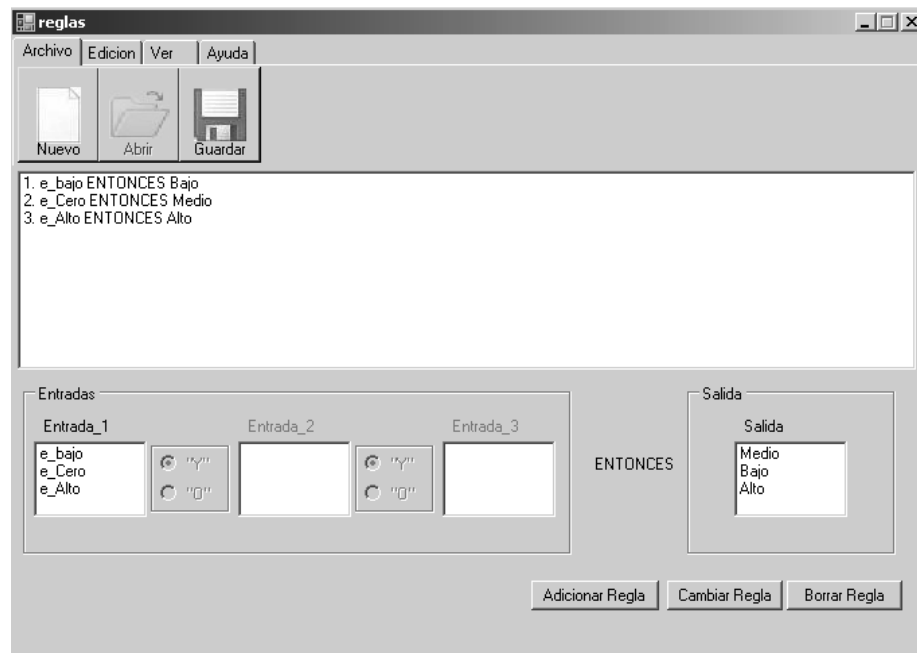 reglas
Archivo Edicion Ver Ayuda
Nuevo Abrir Guardar
1. e_bajo ENTONCES Bajo
2. e_Cero ENTONCES Medio
3. e_Alto ENTONCES Alto
Entradas Salida
Entrada_1 Entrada_2 Entrada_3 Salida
e_bajo "Y" "Y" Medio
e_Cero ENTONCES Bajo
e_Alto "O" "O" Alto
Adicionar Regla Cambiar Regla Borrar Regla